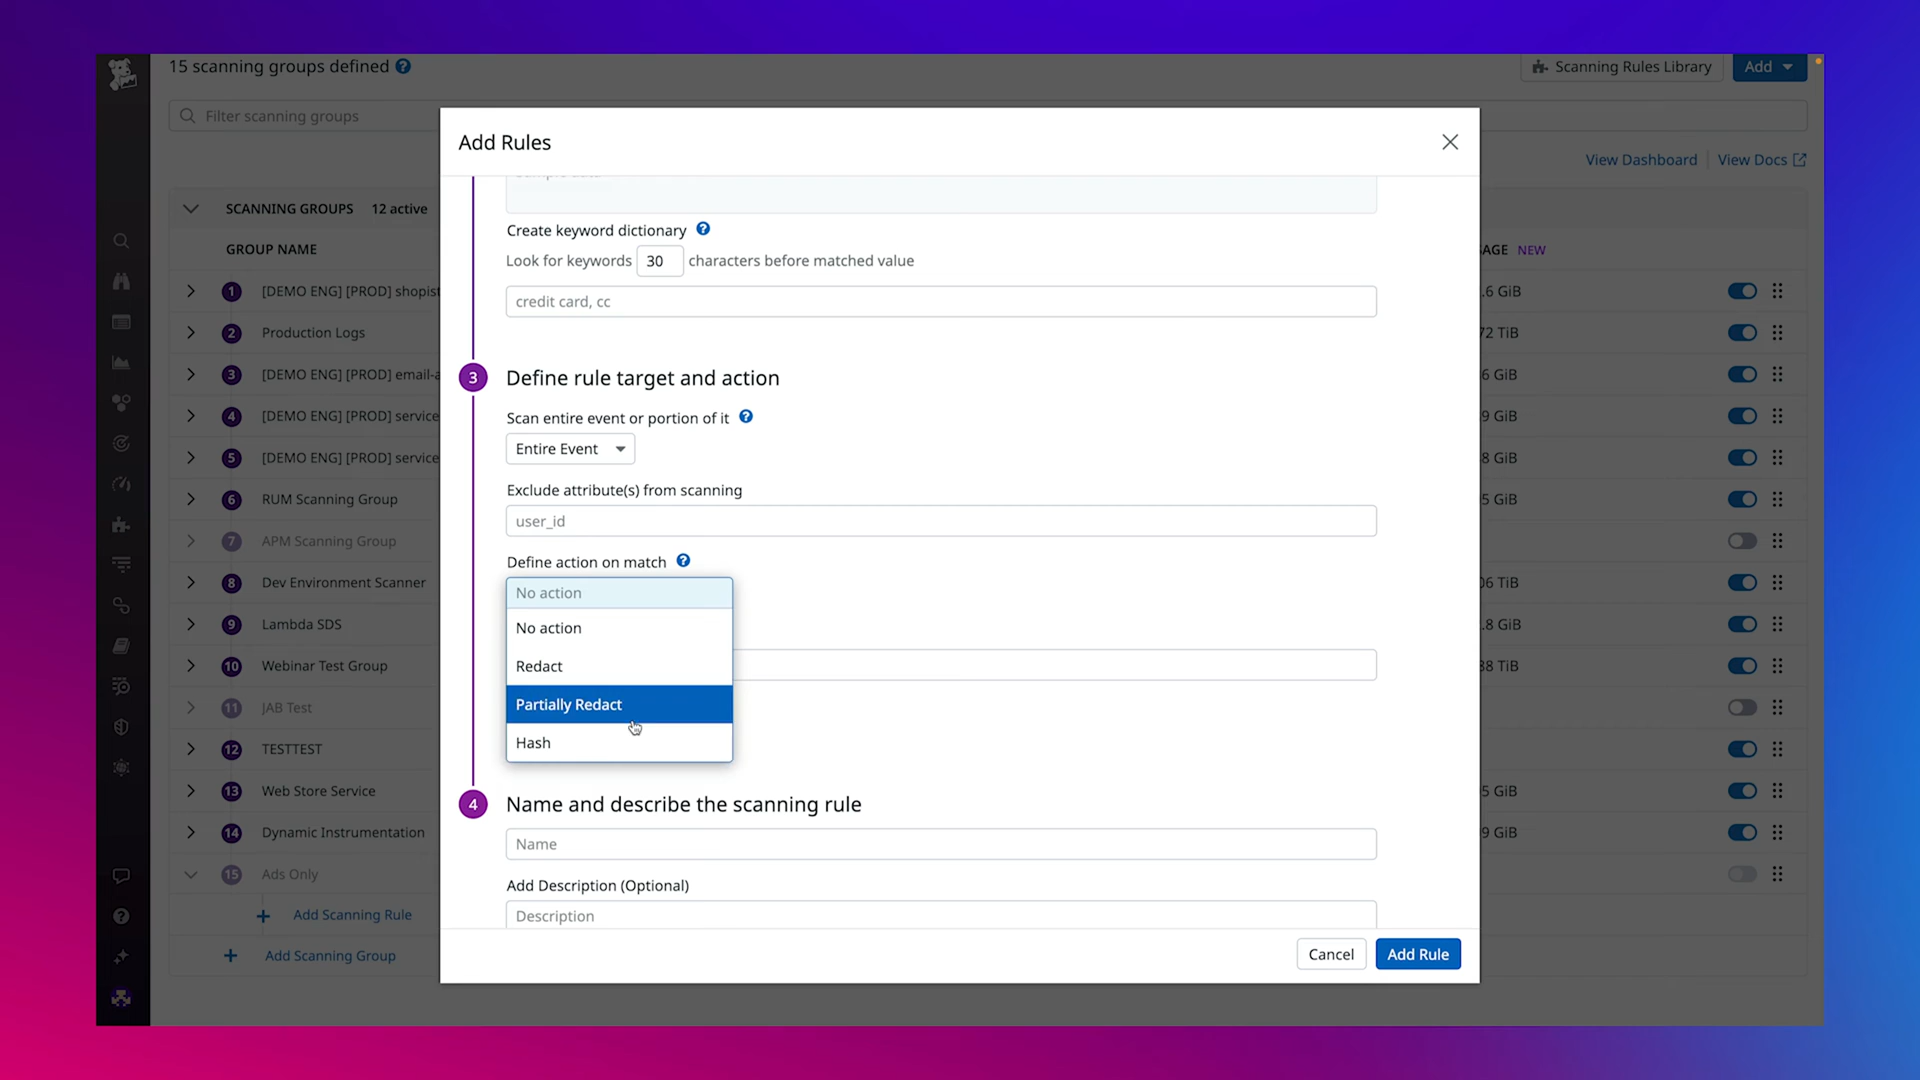 15 scanning groups defined
Scanning Rules Library
Add
Filter scanning groups
View Dashboard
View Docs
SCANNING GROUPS 12 active
GROUP NAME
NEW
1 [DEMO ENG] [PROD] shopist
.6 GiB
2 Production Logs
72 TiB
3 [DEMO ENG] [PROD] email-a
6 GiB
4 [DEMO ENG] [PROD] service
9 GiB
5 [DEMO ENG] [PROD] service
8 GiB
6 RUM Scanning Group
5 GiB
7 APM Scanning Group
8 Dev Environment Scanner
06 TiB
9 Lambda SDS
.8 GiB
10 Webinar Test Group
38 TiB
11 JAB Test
12 TESTTEST
13 Web Store Service
5 GiB
14 Dynamic Instrumentation
9 GiB
15 Ads Only
Add Scanning Rule
Add Scanning Group
Add Rules
Create keyword dictionary
Look for keywords 30 characters before matched value
credit card, cc
3 Define rule target and action
Scan entire event or portion of it
Entire Event
Exclude attribute(s) from scanning
user_id
Define action on match
No action
No action
Redact
Partially Redact
Hash
4 Name and describe the scanning rule
Name
Add Description (Optional)
Description
Cancel
Add Rule